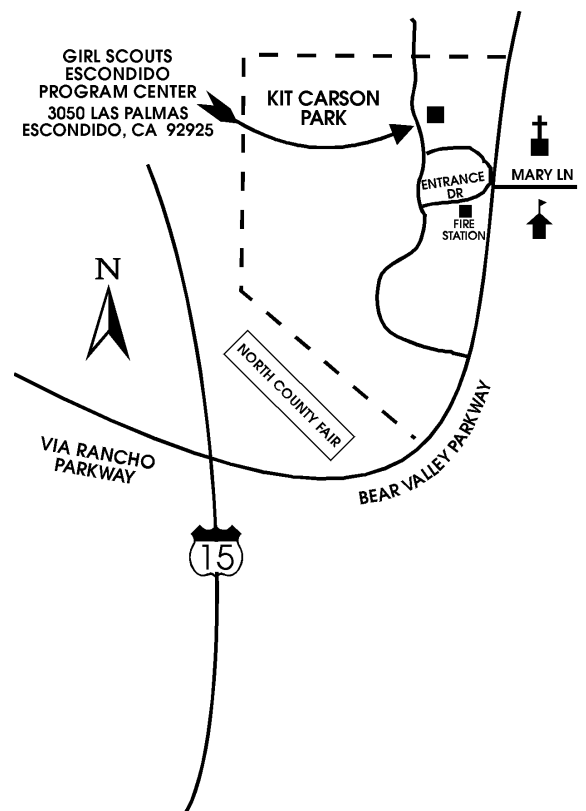 GIRL SCOUTS
ESCONDIDO
PROGRAM CENTER
3050 LAS PALMAS
ESCONDIDO, CA 92925
KIT CARSON
PARK
ENTRANCE
DR
MARY LN
FIRE
STATION
N
NORTH COUNTY FAIR
VIA RANCHO
PARKWAY
BEAR VALLEY PARKWAY
15